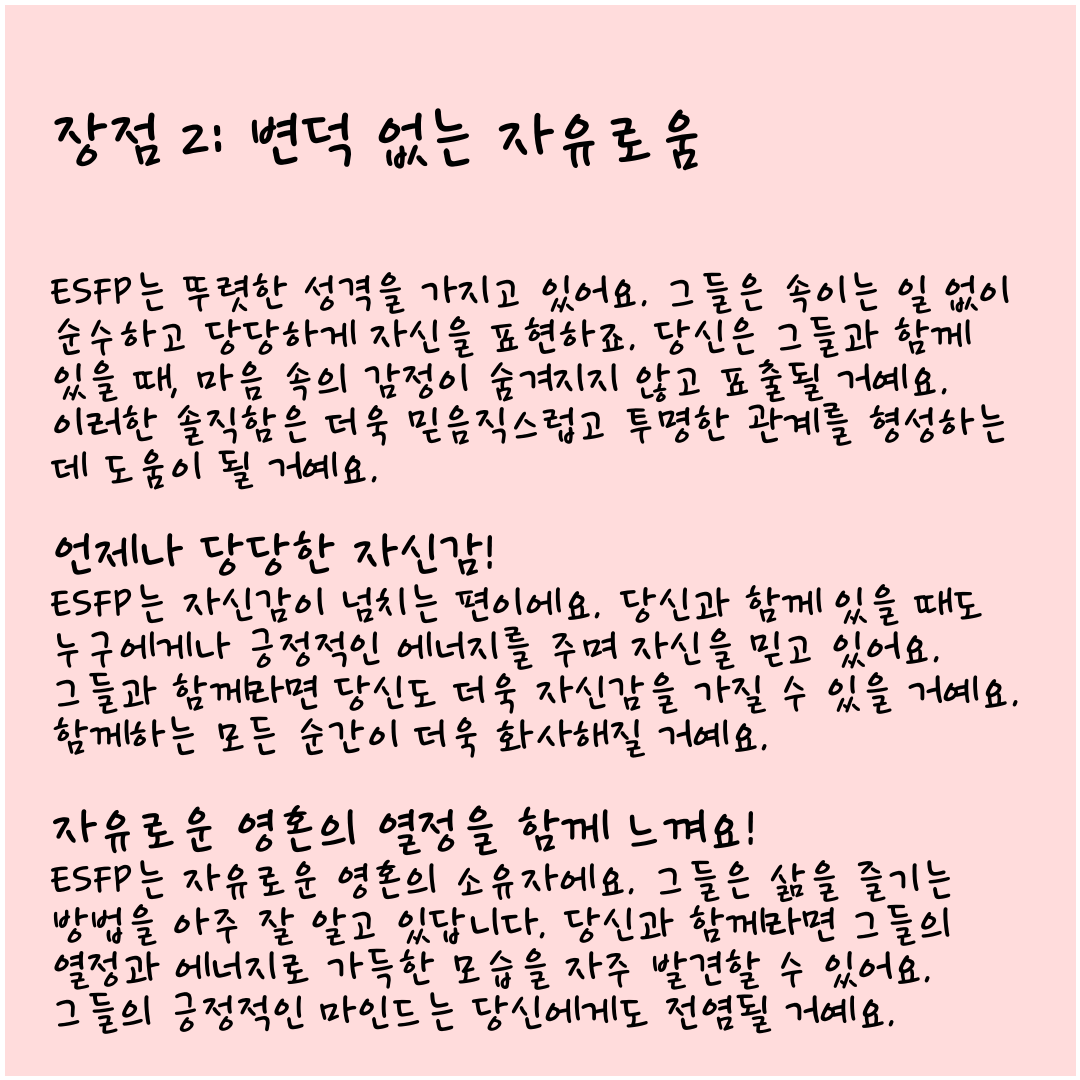 장점 2: 변덕 없는 자유로움
ESFP는 뚜렷한 성격을 가지고 있어요. 그들은 속이는 일 없이
순수하고 당당하게 자신을 표현하죠. 당신은 그들과 함께
있을 때, 마음 속의 감정이 숨겨지지 않고 표출될 거예요.
이러한 솔직함은 더욱 믿음직스럽고 투명한 관계를 형성하는
데 도움이 될 거예요.
언제나 당당한 자신감!
ESFP는 자신감이 넘치는 편이에요. 당신과 함께 있을 때도
누구에게나 긍정적인 에너지를 주며 자신을 믿고 있어요.
그들과 함께라면 당신도 더욱 자신감을 가질 수 있을 거예요.
함께하는 모든 순간이 더욱 화사해질 거예요.
자유로운 영혼의 열정을 함께 느껴요!
ESFP는 자유로운 영혼의 소유자에요. 그들은 삶을 즐기는
방법을 아주 잘 알고 있답니다. 당신과 함께라면 그들의
열정과 에너지로 가득한 모습을 자주 발견할 수 있어요.
그들의 긍정적인 마인드는 당신에게도 전염될 거예요.